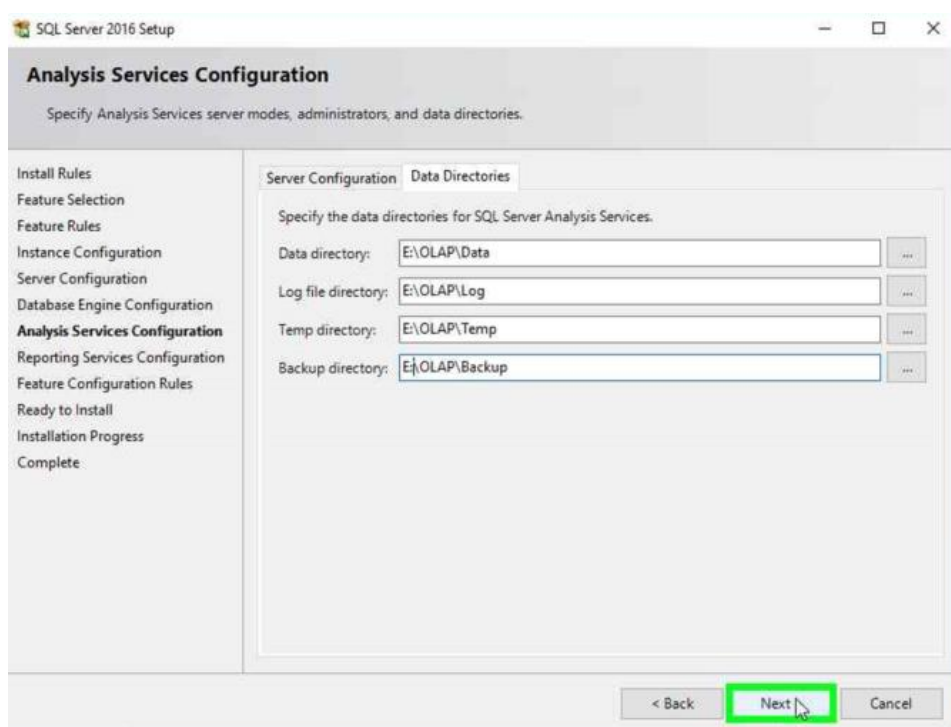 SQL Server 2016 Setup
Analysis Services Configuration
Specify Analysis Services server modes, administrators, and data directories.
Install Rules
Feature Selection
Feature Rules
Instance Configuration
Server Configuration
Database Engine Configuration
Analysis Services Configuration
Reporting Services Configuration
Feature Configuration Rules
Ready to Install
Installation Progress
Complete
Server Configuration Data Directories
Specify the data directories for SQL Server Analysis Services.
Data directory: E:\OLAP\Data ...
Log file directory: E:\OLAP\Log ...
Temp directory: E:\OLAP\Temp ...
Backup directory: E:\OLAP\Backup ...
< Back Next > Cancel